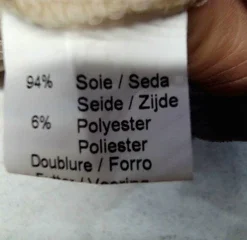 94% Soie / Seda
Seide / Zijde
6% Polyester
Poliester
Doublure / Forro